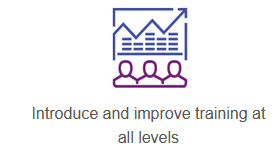 Introduce and improve training at
all levels